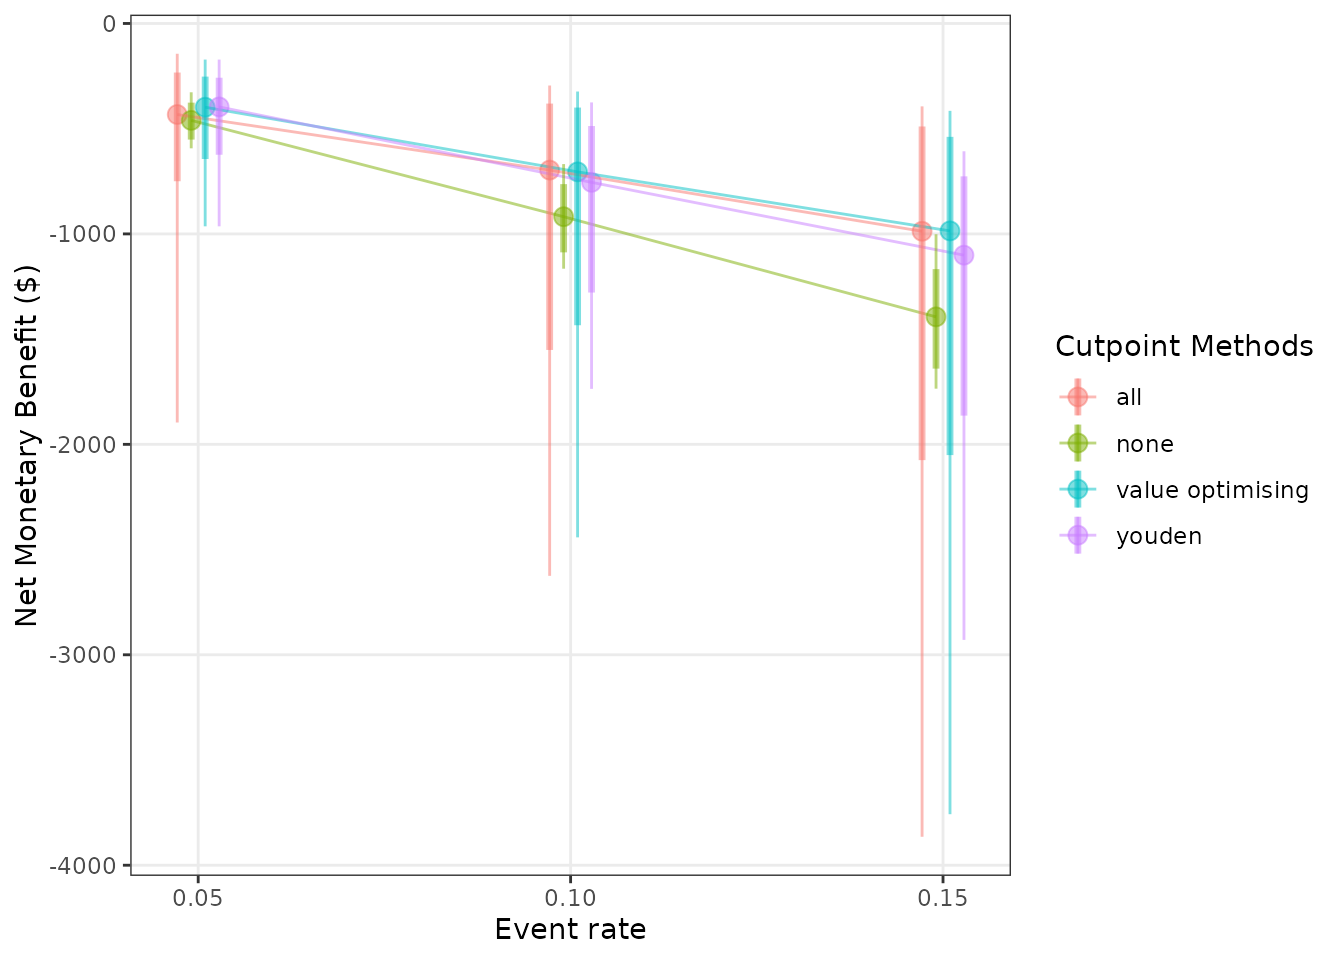 0
-1000
-2000
-3000
-4000
Net Monetary Benefit ($)
0.05
0.10
0.15
Event rate
Cutpoint Methods
all
none
value optimising
youden